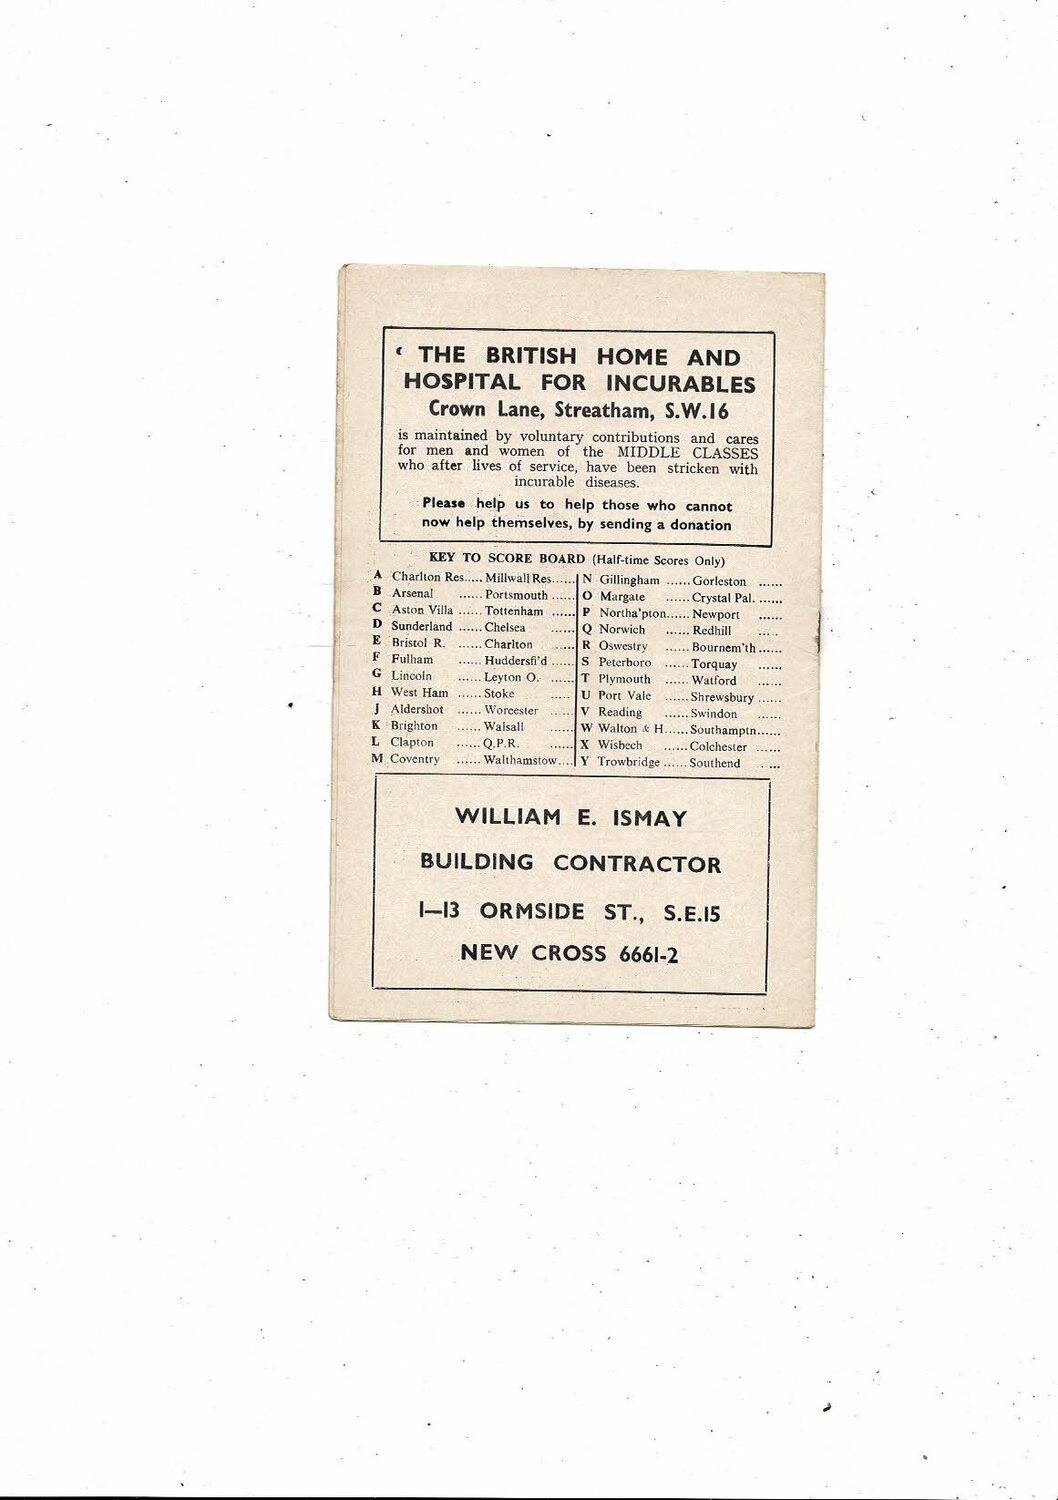 THE BRITISH HOME AND
HOSPITAL FOR INCURABLES
Crown Lane, Streatham, S.W.16
is maintained by voluntary contributions and cares
for men and women of the MIDDLE CLASSES
who after lives of service, have been stricken with
incurable diseases.
Please help us to help those who cannot
now help themselves, by sending a donation
KEY TO SCORE BOARD (Half-time Scores Only)
A Charlton Res..... Millwall Res......
B Arsenal ...... Portsmouth ......
C Aston Villa ...... Tottenham ......
D Sunderland ...... Chelsea ......
E Bristol R. ...... Charlton ......
F Fulham ...... Huddersfi'd ......
G Lincoln ...... Leyton O. ......
H West Ham ...... Stoke .....
J Aldershot ...... Worcester ......
K Brighton ...... Walsall ......
L Clapton ...... Q.P.R. ......
M Coventry ...... Walthamstow....
N Gillingham ...... Gorleston ......
O Margate ...... Crystal Pal. ......
P Northa'pton...... Newport ......
Q Norwich ...... Redhill .....
R Oswestry ...... Bournem'th ......
S Peterboro ...... Torquay ......
T Plymouth ...... Watford ......
U Port Vale ...... Shrewsbury ......
V Reading ...... Swindon ......
W Walton & H...... Southamptn......
X Wisbech ...... Colchester ......
Y Trowbridge ...... Southend .....
WILLIAM E. ISMAY
BUILDING CONTRACTOR
1—13 ORMSIDE ST., S.E.15
NEW CROSS 6661-2